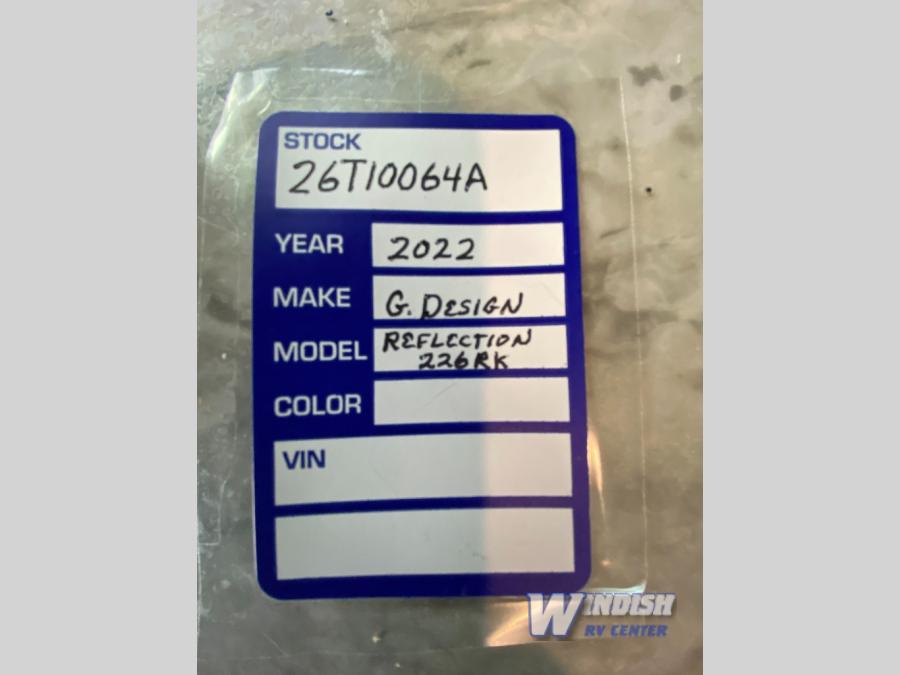 STOCK
26T10064A
YEAR 2022
MAKE G. DESIGN
MODEL REFLECTION
226RK
COLOR
VIN
WINDISH
RV CENTER